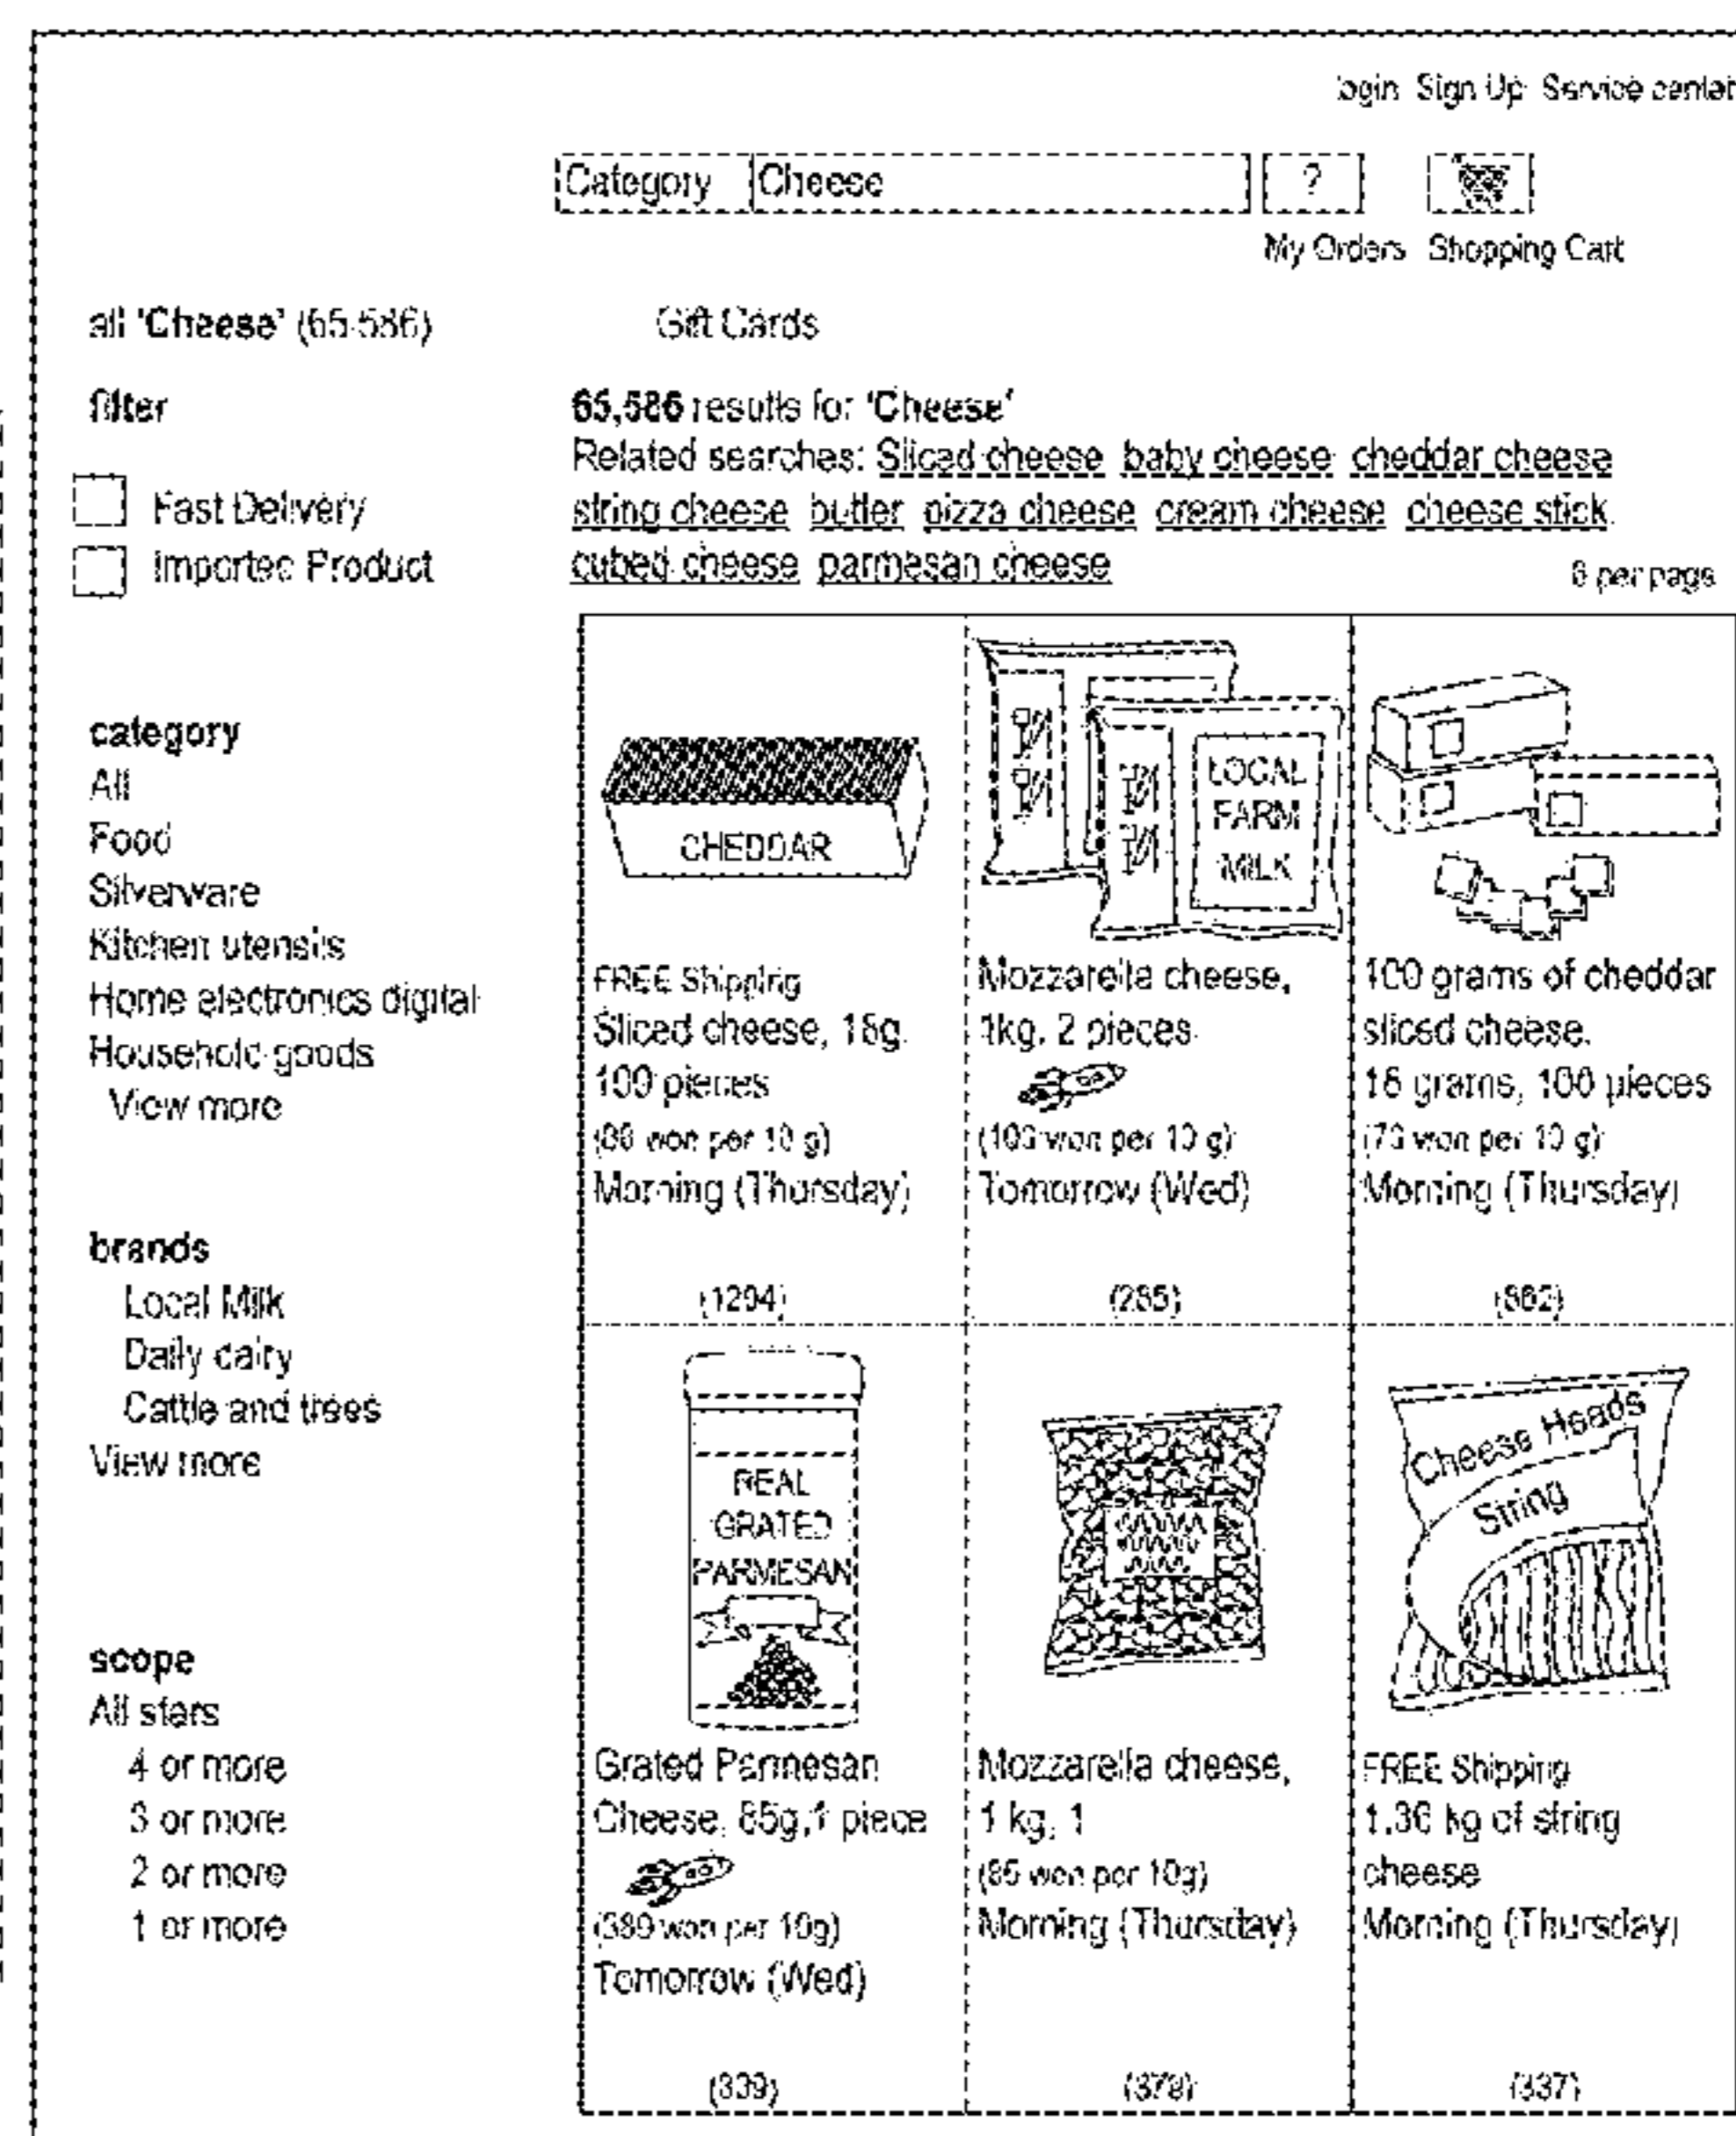 login Sign Up Service center
Category Cheese ?
My Orders Shopping Cart
all 'Cheese' (65,586) Gift Cards
filter
Fast Delivery
Imported Product
category
All
Food
Silverware
Kitchen utensils
Home electronics digital
Household goods
View more
brands
Local Milk
Daily dairy
Cattle and trees
View more
scope
All stars
4 or more
3 or more
2 or more
1 or more
65,586 results for 'Cheese'
Related searches: Sliced cheese baby cheese cheddar cheese
string cheese butter pizza cheese cream cheese cheese stick
cubed cheese parmesan cheese
per page
CHEDDAR
FREE Shipping
Sliced cheese, 18g.
100 pieces
won per 10 g)
Morning (Thursday)
(1294)
LOCAL
FARM
MILK
Mozzarella cheese,
1kg, 2 pieces
won per 10 g)
Tomorrow (Wed)
(285)
100 grams of cheddar
sliced cheese.
18 grams, 100 pieces
won per 10 g)
Morning (Thursday)
(862)
REAL
GRATED
PARMESAN
Grated Parmesan
Cheese, 85g,1 piece
(389 won per 10g)
Tomorrow (Wed)
(339)
Mozzarella cheese,
1 kg, 1
(85 won per 10g)
Morning (Thursday)
(379)
Cheese Heads
String
FREE Shipping
1.36 kg of string
cheese
Morning (Thursday)
(337)